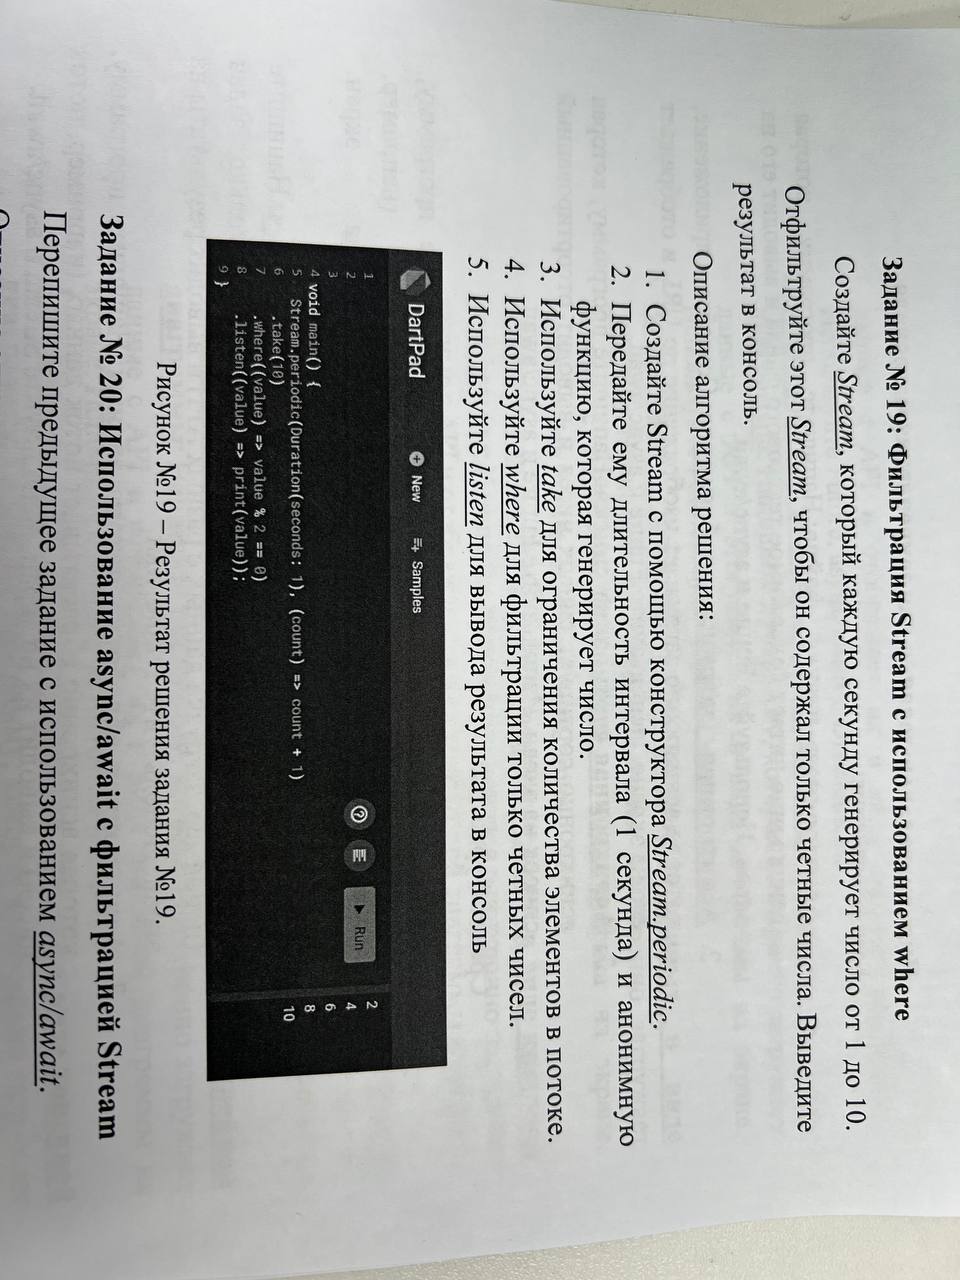 Задание № 19: Фильтрация Stream с использованием where
Создайте Stream, который каждую секунду генерирует число от 1 до 10.
Отфильтруйте этот Stream, чтобы он содержал только четные числа. Выведите
результат в консоль.
Описание алгоритма решения:
1. Создайте Stream с помощью конструктора Stream.periodic.
2. Передайте ему длительность интервала (1 секунда) и анонимную
функцию, которая генерирует число.
3. Используйте take для ограничения количества элементов в потоке.
4. Используйте where для фильтрации только четных чисел.
5. Используйте listen для вывода результата в консоль
DartPad New Samples
Run
1
2
3
4 void main() {
5 Stream.periodic(Duration(seconds: 1), (count) => count + 1)
6 .take(10)
7 .where((value) => value % 2 == 0)
8 .listen((value) => print(value));
9 }
2
4
6
8
10
Рисунок №19 – Результат решения задания №19.
Задание № 20: Использование async/await с фильтрацией Stream
Перепишите предыдущее задание с использованием async/await.